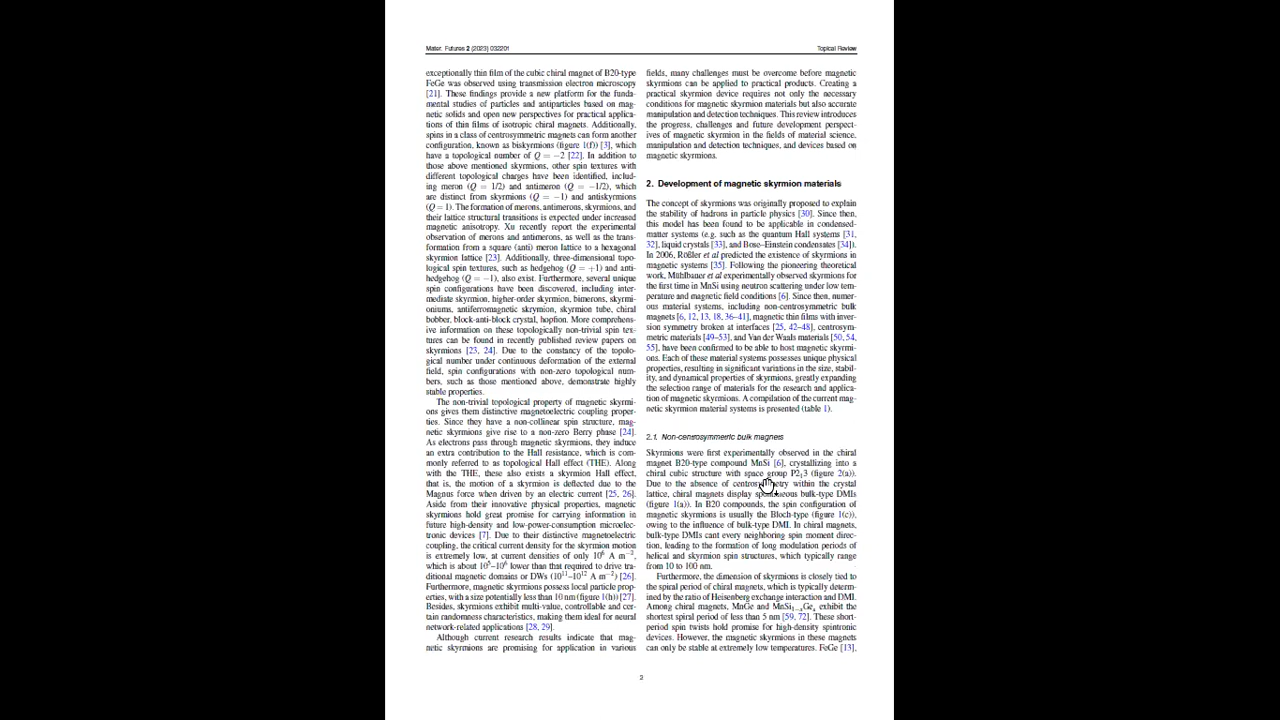 Mater. Futures 2 (2023) 032201
Topical Review
exceptionally thin film of the cubic chiral magnet of B20-type
FeGe was observed using transmission electron microscopy
[21]. These findings provide a new platform for the funda-
mental studies of particles and antiparticles based on mag-
netic solids and open new perspectives for practical applica-
tions of thin films of isotropic chiral magnets. Additionally,
spins in a class of centrosymmetric magnets can form another
configuration, known as biskyrmions (figure 1(f)) [3], which
have a topological number of Q = −2 [22]. In addition to
those above mentioned skyrmions, other spin textures with
different topological charges have been identified, includ-
ing meron (Q = 1/2) and antimeron (Q = −1/2), which
are distinct from skyrmions (Q = −1) and antiskyrmions
(Q = 1). The formation of merons, antimerons, skyrmions, and
their lattice structural transitions is expected under increased
magnetic anisotropy. Xu recently report the experimental
observation of merons and antimerons, as well as the trans-
formation from a square (anti) meron lattice to a hexagonal
skyrmion lattice [23]. Additionally, three-dimensional topo-
logical spin textures, such as hedgehog (Q = +1) and anti-
hedgehog (Q = −1), also exist. Furthermore, several unique
spin configurations have been discovered, including inter-
mediate skyrmion, higher-order skyrmion, bimerons, skyrmi-
oniums, antiferromagnetic skyrmion, skyrmion tube, chiral
bobber, block-anti-block crystal, hopfion. More comprehens-
ive information on these topologically non-trivial spin tex-
tures can be found in recently published review papers on
skyrmions [23, 24]. Due to the constancy of the topolo-
gical number under continuous deformation of the external
field, spin configurations with non-zero topological num-
bers, such as those mentioned above, demonstrate highly
stable properties.
The non-trivial topological property of magnetic skyrmi-
ons gives them distinctive magnetoelectric coupling proper-
ties. Since they have a non-collinear spin structure, mag-
netic skyrmions give rise to a non-zero Berry phase [24].
As electrons pass through magnetic skyrmions, they induce
an extra contribution to the Hall resistance, which is com-
monly referred to as topological Hall effect (THE). Along
with the THE, these also exists a skyrmion Hall effect,
that is, the motion of a skyrmion is deflected due to the
Magnus force when driven by an electric current [25, 26].
Aside from their innovative physical properties, magnetic
skyrmions hold great promise for carrying information in
future high-density and low-power-consumption microelec-
tronic devices [7]. Due to their distinctive magnetoelectric
coupling, the critical current density for the skyrmion motion
is extremely low, at current densities of only 10⁶ A m⁻²,
which is about 10⁵–10⁶ lower than that required to drive tra-
ditional magnetic domains or DWs (10¹¹–10¹² A m⁻²) [26].
Furthermore, magnetic skyrmions possess local particle prop-
erties, with a size potentially less than 10 nm (figure 1(h)) [27].
Besides, skyrmions exhibit multi-value, controllable and cer-
tain randomness characteristics, making them ideal for neural
network-related applications [28, 29].
Although current research results indicate that mag-
netic skyrmions are promising for application in various
fields, many challenges must be overcome before magnetic
skyrmions can be applied to practical products. Creating a
practical skyrmion device requires not only the necessary
conditions for magnetic skyrmion materials but also accurate
manipulation and detection techniques. This review introduces
the progress, challenges and future development perspect-
ives of magnetic skyrmion in the fields of material science,
manipulation and detection techniques, and devices based on
magnetic skyrmions.
2. Development of magnetic skyrmion materials
The concept of skyrmions was originally proposed to explain
the stability of hadrons in particle physics [30]. Since then,
this model has been found to be applicable in condensed-
matter systems (e.g. such as the quantum Hall systems [31,
32], liquid crystals [33], and Bose–Einstein condensates [34]).
In 2006, Rößler et al predicted the existence of skyrmions in
magnetic systems [35]. Following the pioneering theoretical
work, Mühlbauer et al experimentally observed skyrmions for
the first time in MnSi using neutron scattering under low tem-
perature and magnetic field conditions [6]. Since then, numer-
ous material systems, including non-centrosymmetric bulk
magnets [6, 12, 13, 18, 36–41], magnetic thin films with inver-
sion symmetry broken at interfaces [25, 42–48], centrosym-
metric materials [49–53], and Van der Waals materials [50, 54,
55], have been confirmed to be able to host magnetic skyrmi-
ons. Each of these material systems possesses unique physical
properties, resulting in significant variations in the size, stabil-
ity, and dynamical properties of skyrmions, greatly expanding
the selection range of materials for the research and applica-
tion of magnetic skyrmions. A compilation of the current mag-
netic skyrmion material systems is presented (table 1).
2.1. Non-centrosymmetric bulk magnets
Skyrmions were first experimentally observed in the chiral
magnet B20-type compound MnSi [6], crystallizing into a
chiral cubic structure with space group P2₁3 (figure 2(a)).
Due to the absence of within the crystal
lattice, chiral magnets display bulk-type DMIs
(figure 1(a)). In B20 compounds, the spin configuration of
magnetic skyrmions is usually the Bloch-type (figure 1(c)),
owing to the influence of bulk-type DMI. In chiral magnets,
bulk-type DMIs cant every neighboring spin moment direc-
tion, leading to the formation of long modulation periods of
helical and skyrmion spin structures, which typically range
from 10 to 100 nm.
Furthermore, the dimension of skyrmions is closely tied to
the spiral period of chiral magnets, which is typically determ-
ined by the ratio of Heisenberg exchange interaction and DMI.
Among chiral magnets, MnGe and MnSi₁₋ₓGeₓ exhibit the
shortest spiral period of less than 5 nm [59, 72]. These short-
period spin twists hold promise for high-density spintronic
devices. However, the magnetic skyrmions in these magnets
can only be stable at extremely low temperatures. FeGe [13],
3